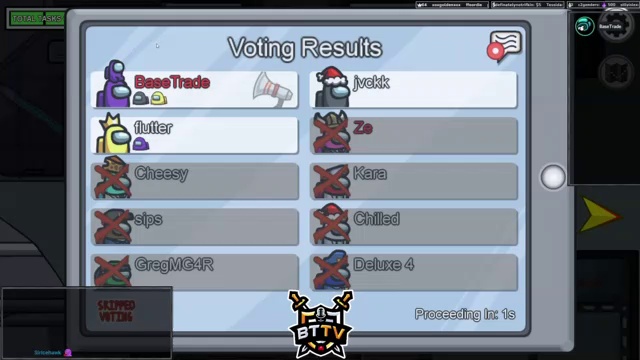 TOTAL TASKS
Voting Results
BaseTrade
jvckk
flutter
Ze
Cheesy
Kara
sips
Chilled
GregMG4R
Deluxe 4
SKIPPED
VOTING
Proceeding In: 1s
BTTV
BaseTrade